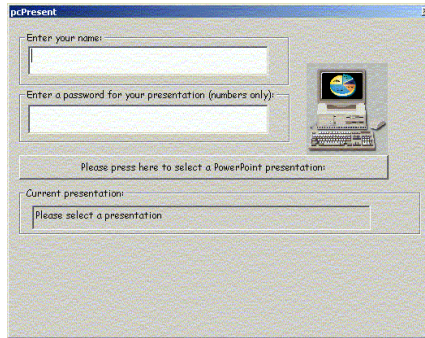 pcPresent
Enter your name:
Enter a password for your presentation (numbers only):
Please press here to select a PowerPoint presentation:
Current presentation:
Please select a presentation